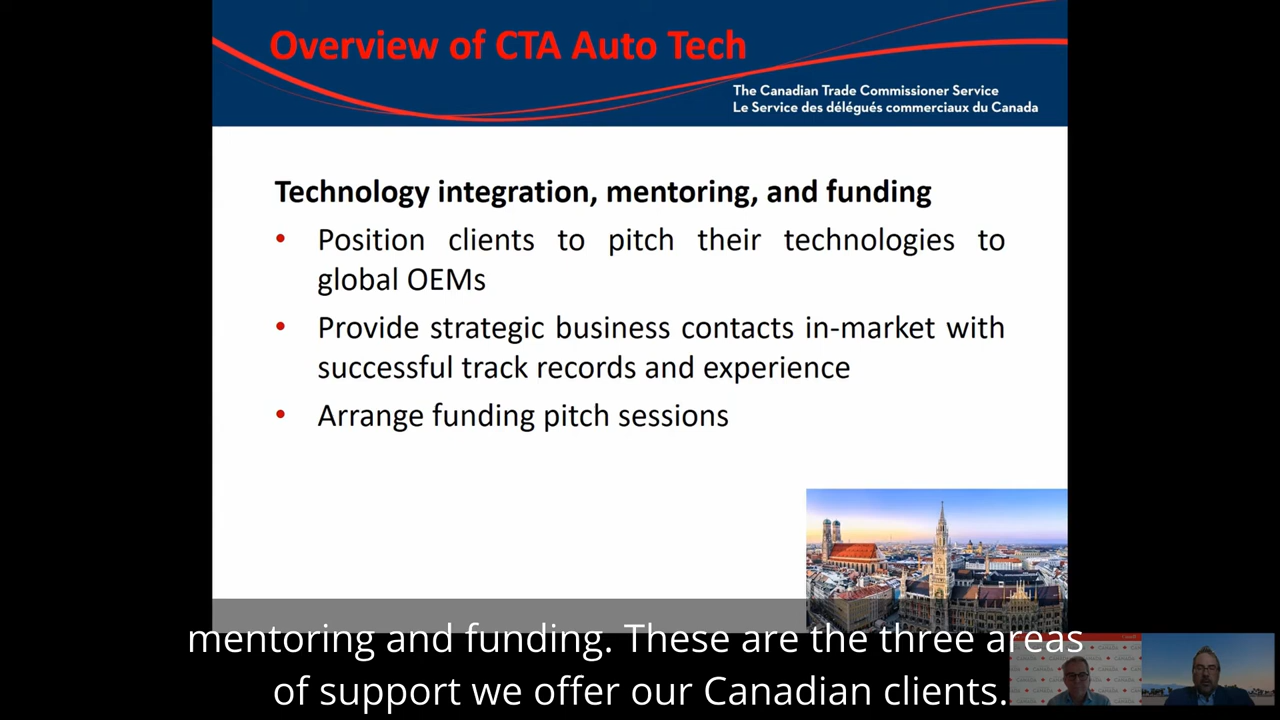 Overview of CTA Auto Tech
The Canadian Trade Commissioner Service
Le Service des délégués commerciaux du Canada
Technology integration, mentoring, and funding
• Position clients to pitch their technologies to
global OEMs
• Provide strategic business contacts in-market with
successful track records and experience
• Arrange funding pitch sessions
mentoring and funding. These are the three areas
of support we offer our Canadian clients.